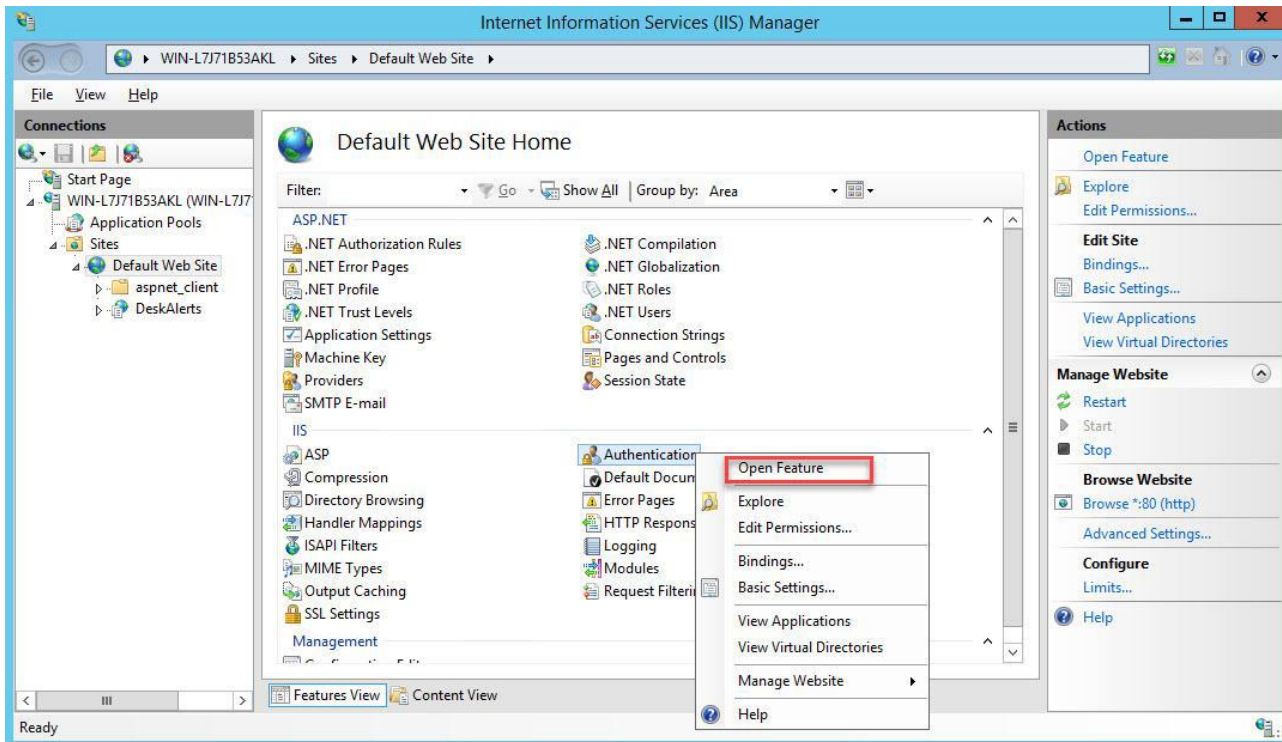 Internet Information Services (IIS) Manager
WIN-L7J71B53AKL Sites Default Web Site
File View Help
Connections
Start Page
WIN-L7J71B53AKL (WIN-L7J7
Application Pools
Sites
Default Web Site
aspnet_client
DeskAlerts
Default Web Site Home
Filter: Go Show All Group by: Area
ASP.NET
.NET Authorization Rules .NET Compilation
.NET Error Pages .NET Globalization
.NET Profile .NET Roles
.NET Trust Levels .NET Users
Application Settings Connection Strings
Machine Key Pages and Controls
Providers Session State
SMTP E-mail
IIS
ASP Authentication
Compression Default Docum
Directory Browsing Error Pages
Handler Mappings HTTP Respons
ISAPI Filters Logging
MIME Types Modules
Output Caching Request Filteri
SSL Settings
Management
Open Feature
Explore
Edit Permissions...
Bindings...
Basic Settings...
View Applications
View Virtual Directories
Manage Website
Help
Features View Content View
Actions
Open Feature
Explore
Edit Permissions...
Edit Site
Bindings...
Basic Settings...
View Applications
View Virtual Directories
Manage Website
Restart
Start
Stop
Browse Website
Browse *:80 (http)
Advanced Settings...
Configure
Limits...
Help
Ready